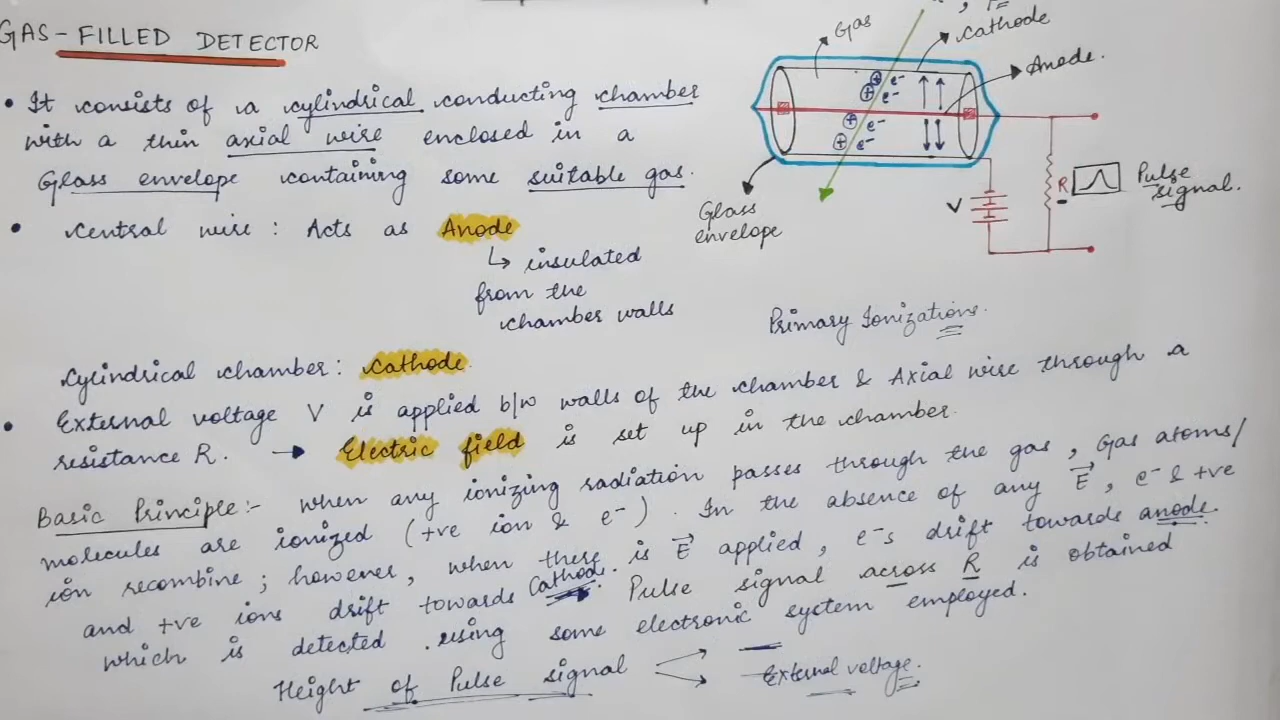 GAS-FILLED DETECTOR
• It consists of a cylindrical conducting chamber
with a thin axial wire enclosed in a
Glass envelope containing some suitable gas.
• Central wire: Acts as Anode
↳ insulated
from the
chamber walls
Cylindrical chamber: Cathode
• External voltage V is applied b/w walls of the chamber & Axial wire through a
resistance R. → Electric field is set up in the chamber.
Basic Principle:- When any ionizing radiation passes through the gas, Gas atoms/
molecules are ionized (+ve ion & e⁻). In the absence of any E⃗, e⁻ & +ve
ion recombine; however, when there is E⃗ applied, e⁻s drift towards anode.
and +ve ions drift towards Cathode. Pulse signal across R is obtained
which is detected using some electronic system employed.
Height of Pulse signal
External voltage.
Gas
Cathode
Anode.
⊕ e⁻
⊕ e⁻
⊕ e⁻
⊕ e⁻
Glass
envelope
V
R
Pulse
signal.
Primary Ionizations.